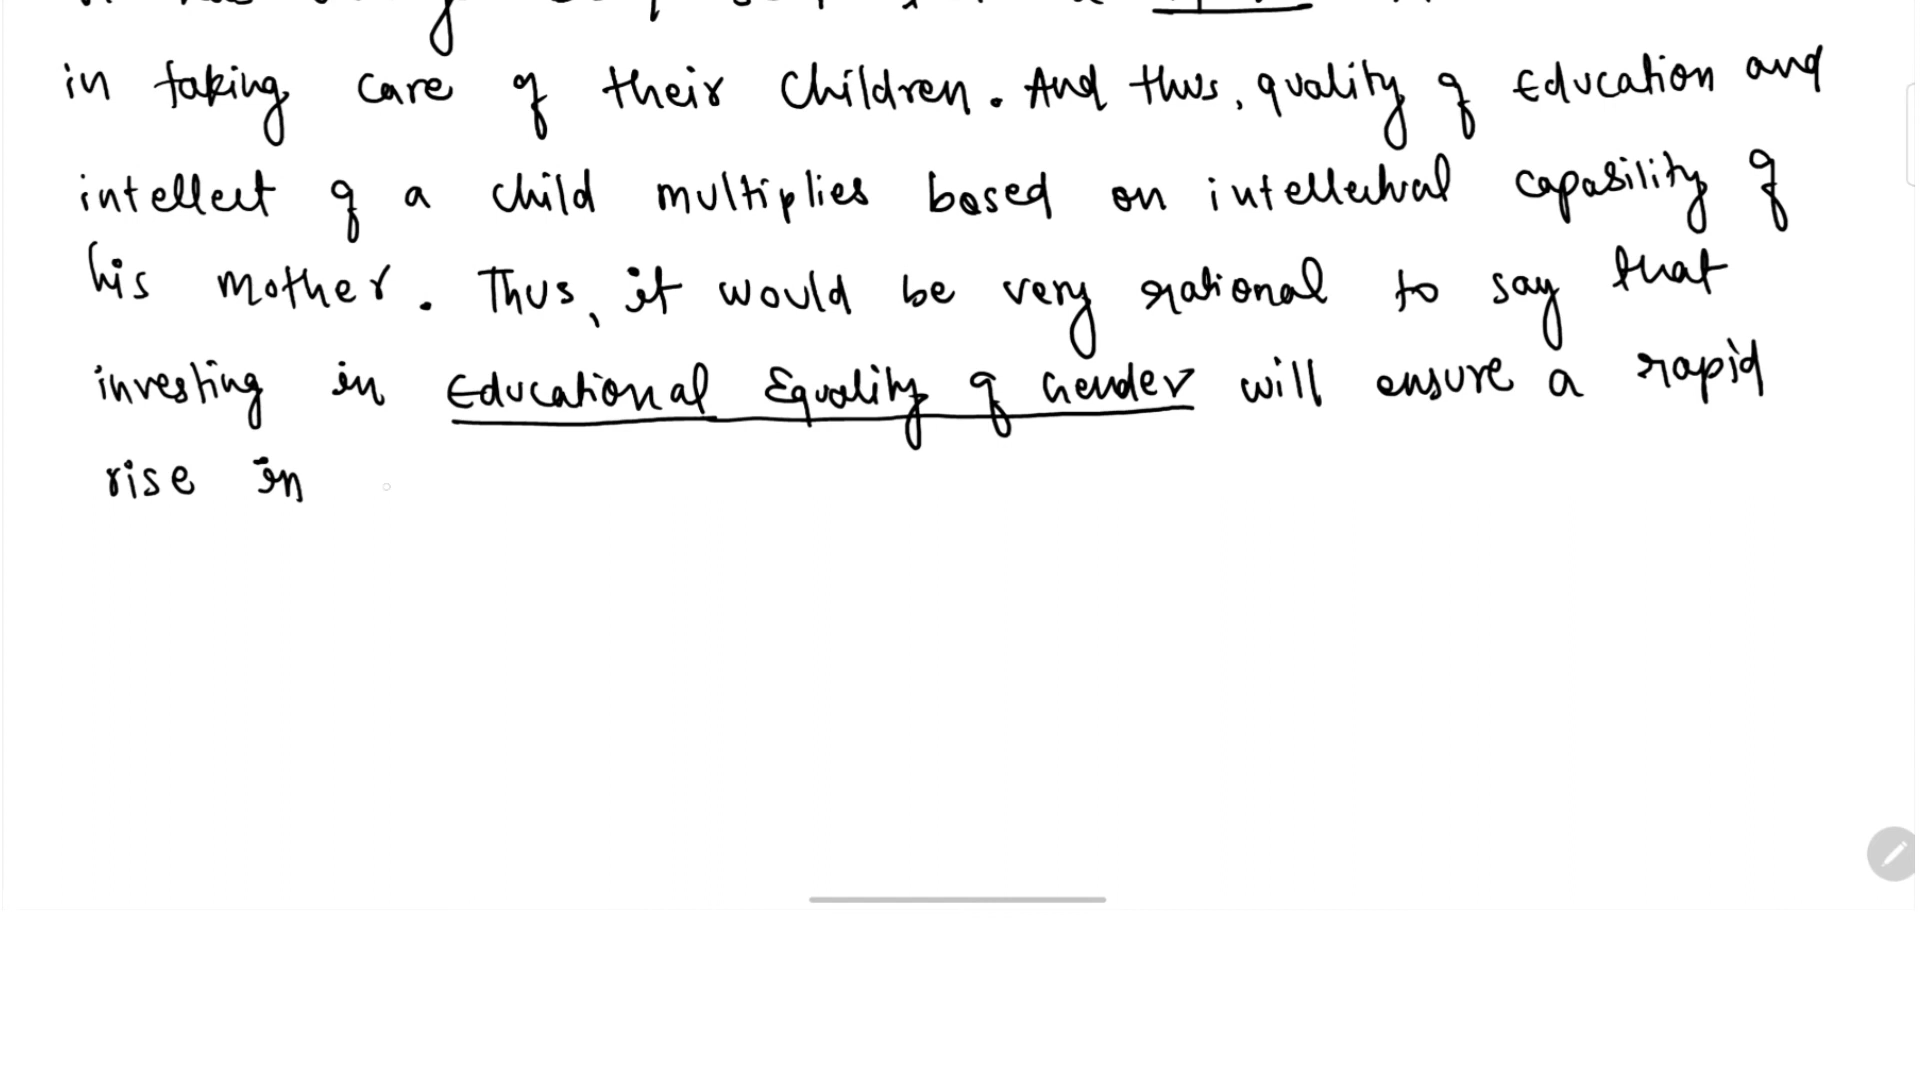 in taking care of their children. And thus, quality of Education and
intellect of a child multiplies based on intellectual capability of
his mother. Thus, it would be very rational to say that
investing in Educational Equality of Gender will ensure a rapid
rise in